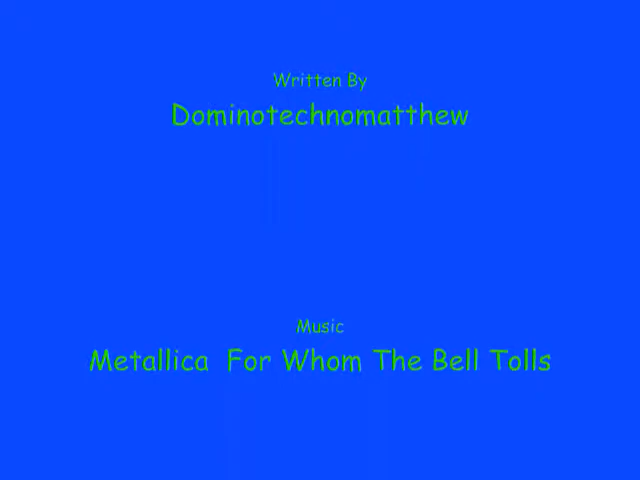 Written By
Dominotechnomatthew
Music
Metallica  For Whom The Bell Tolls